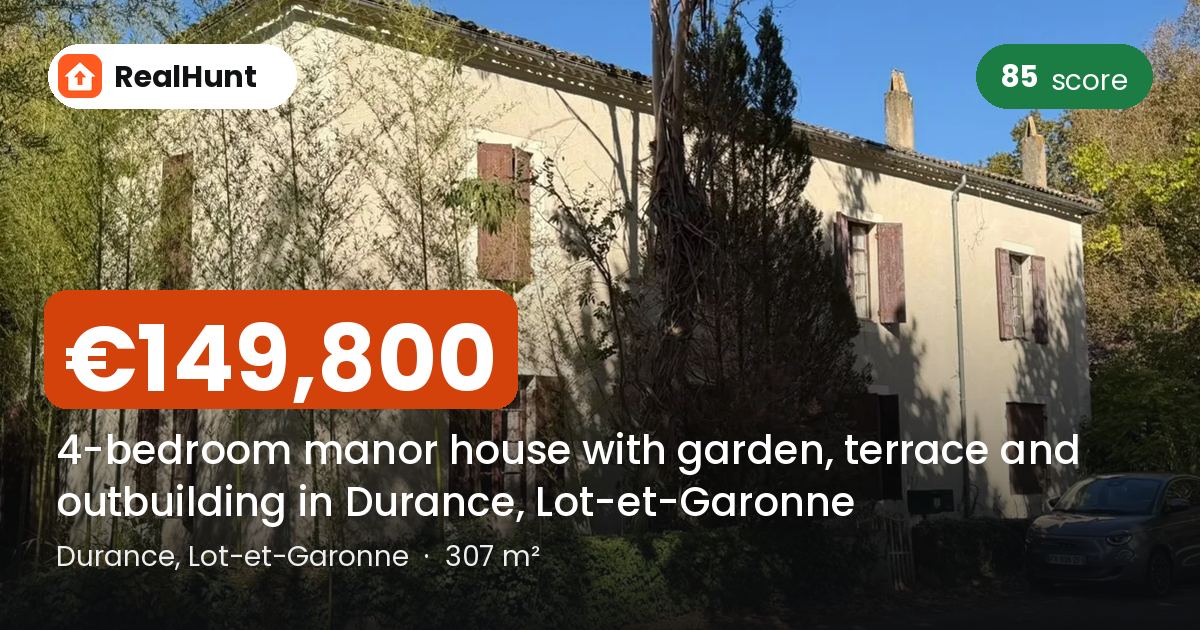 RealHunt
85 score
€149,800
4-bedroom manor house with garden, terrace and
outbuilding in Durance, Lot-et-Garonne
Durance, Lot-et-Garonne · 307 m²